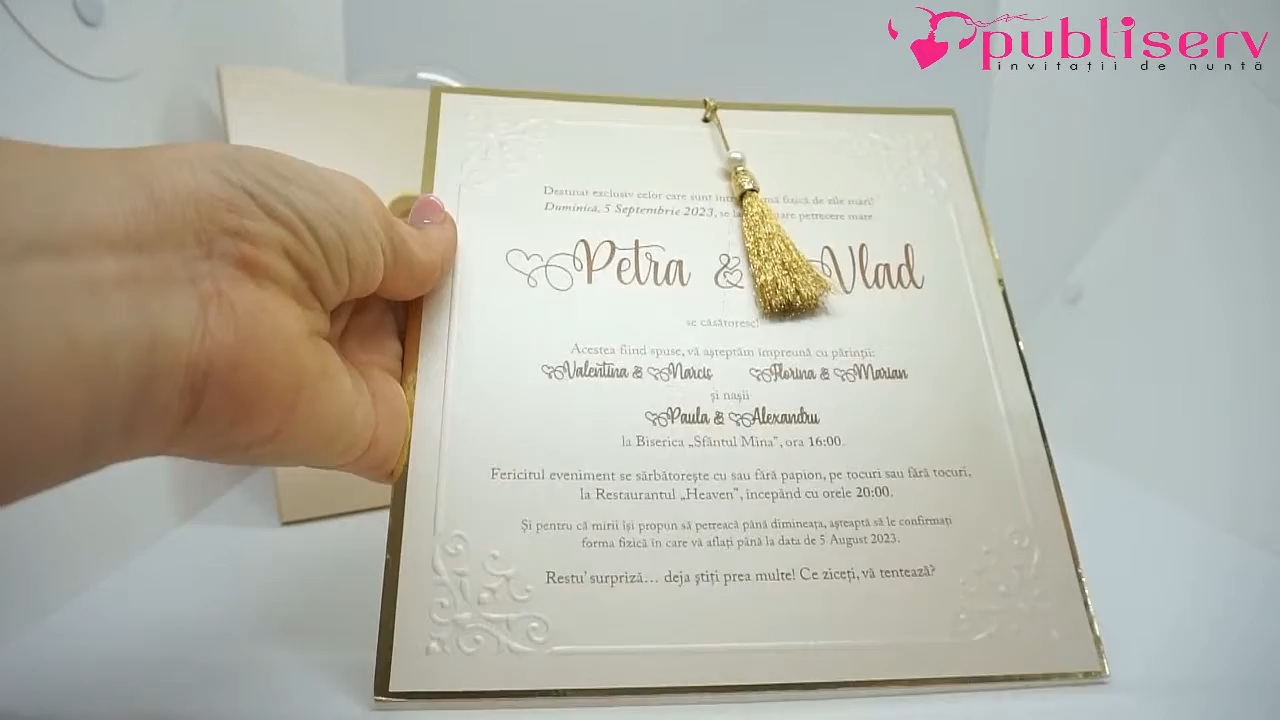 publiserv
invitații de nuntă
Destinat exclusiv celor care sunt fizică de zile mari!
Duminică, 5 Septembrie 2023, se petrecere mare
Petra & Vlad
se căsătoresc!
Acestea fiind spuse, vă așteptăm împreună cu părinții:
Valentina & Narcis Florina & Marian
și nașii
Paula & Alexandru
la Biserica „Sfântul Mina”, ora 16:00.
Fericitul eveniment se sărbătorește cu sau fără papion, pe tocuri sau fără tocuri,
la Restaurantul „Heaven”, începând cu orele 20:00.
Și pentru că mirii își propun să petreacă până dimineața, așteaptă să le confirmați
forma fizică în care vă aflați până la data de 5 August 2023.
Restu’ surpriză... deja știți prea multe! Ce ziceți, vă tentează?